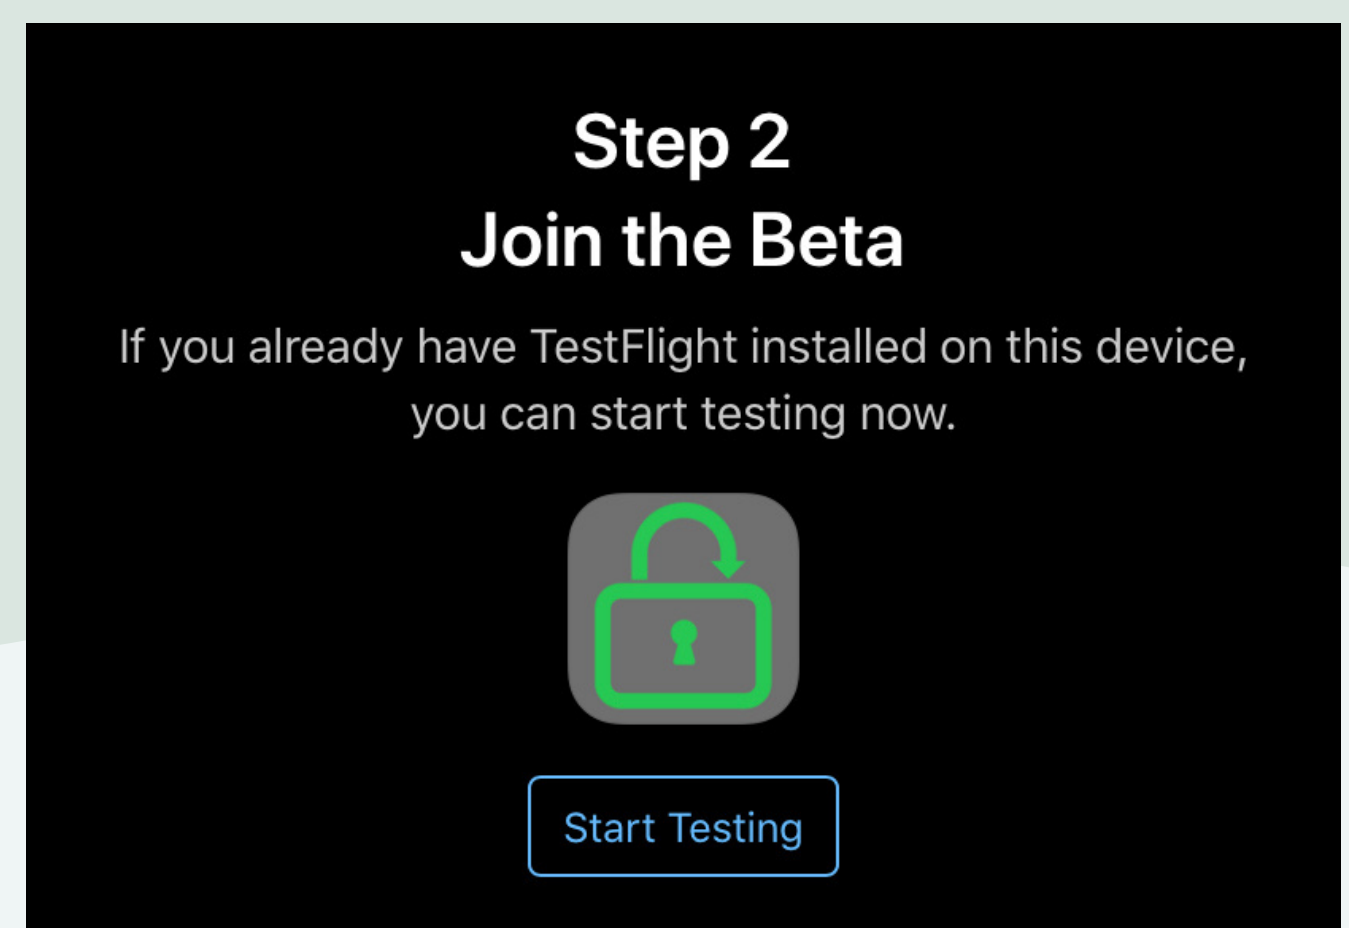 Step 2
Join the Beta
If you already have TestFlight installed on this device,
you can start testing now.
Start Testing